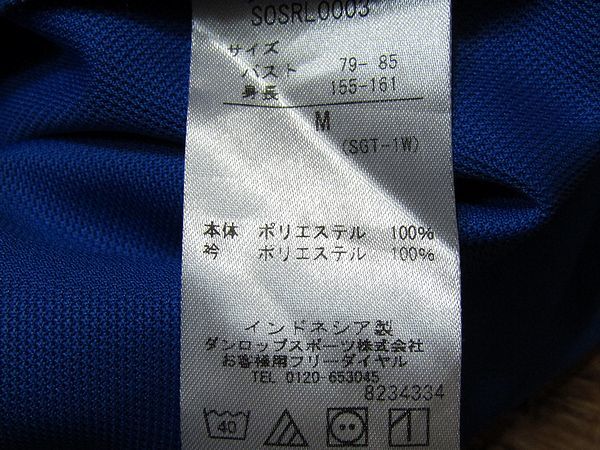 SOSRL0003
サイズ
バスト 79- 85
身長 155-161
M
(SGT-1W)
本体 ポリエステル 100%
衿 ポリエステル 100%
インドネシア製
ダンロップスポーツ株式会社
お客様用フリーダイヤル
TEL 0120-653045
8234334
40